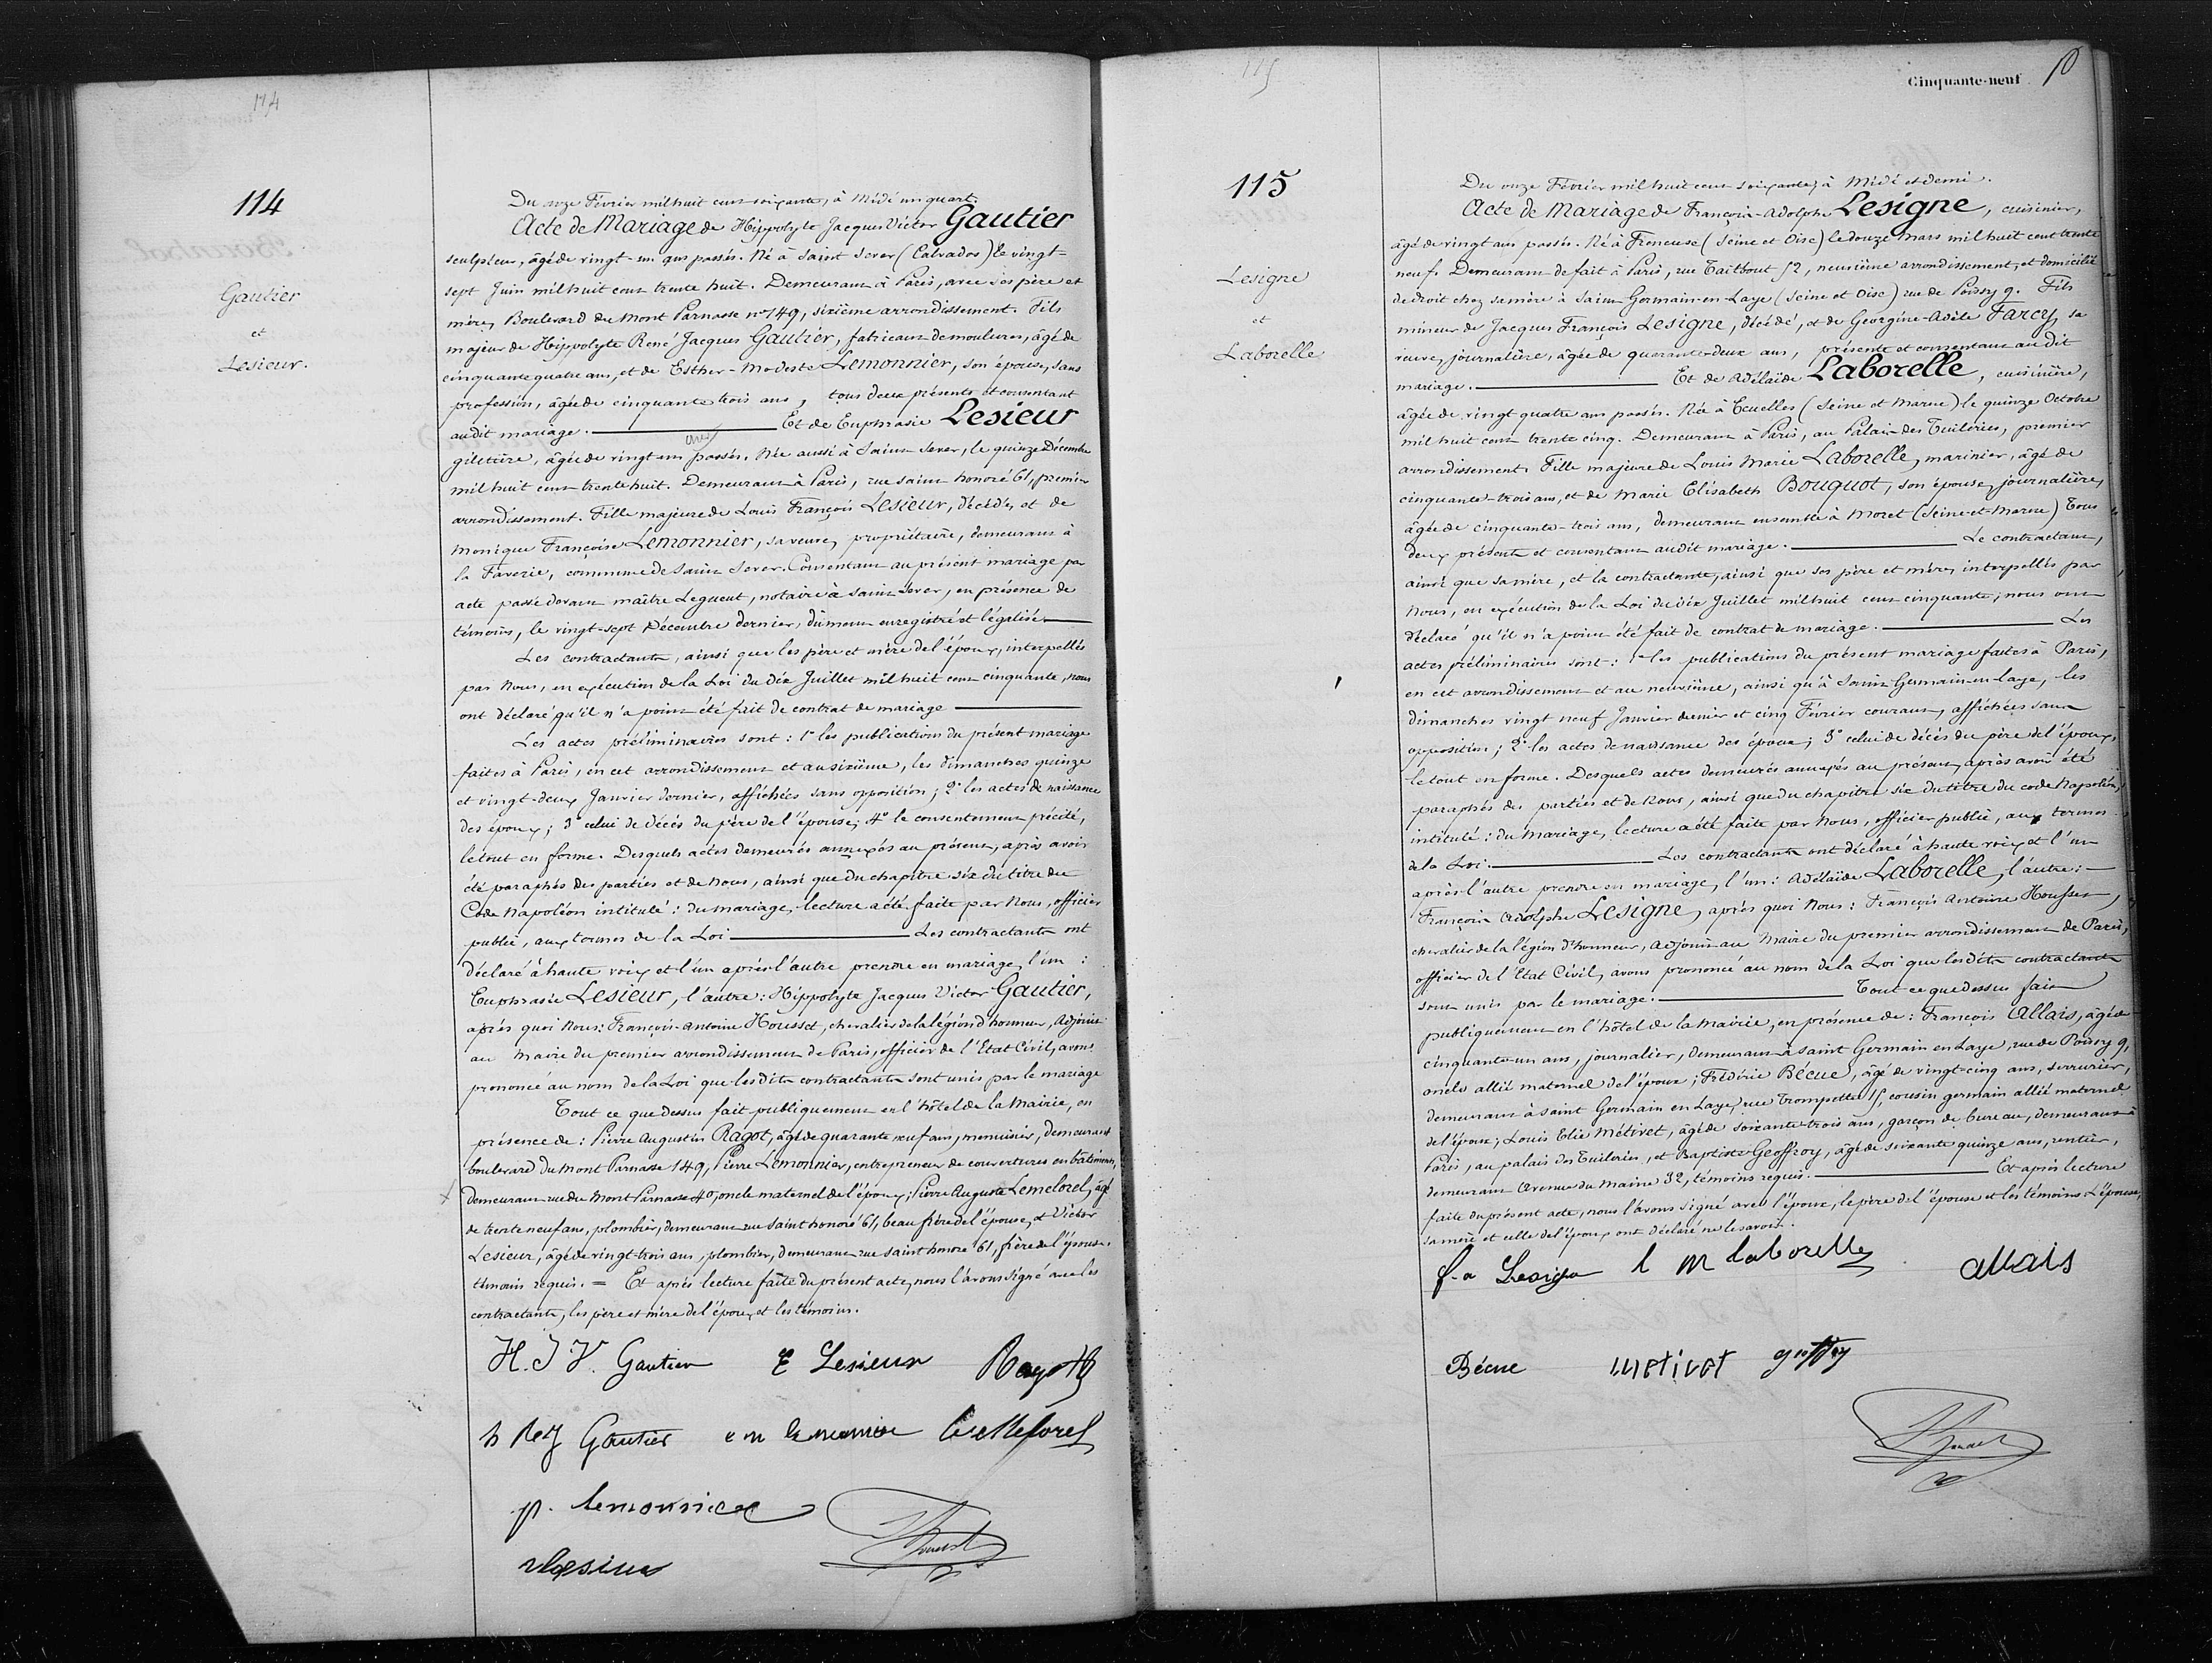 114
114
Gautier
et
Lesieur.
Du onze Février mil huit cent soixante, à Midi un quart.
Acte de Mariage de Hippolyte Jacques Victor Gautier
sculpteur, âgé de vingt-un ans passés. Né à Saint Sever (Calvados) le vingt-
sept Juin mil huit cent trente huit. Demeurant à Paris, avec ses père et
mère, Boulevard du Mont Parnasse n° 149, sixième arrondissement. Fils
majeur de Hippolyte René Jacques Gautier, fabricant de moulures, âgé de
cinquante quatre ans, et de Esther-Modeste Lemonnier, son épouse, sans
profession, âgée de cinquante trois ans, tous deux présents et consentant
audit mariage. Et de Euphrasie Lesieur
giletière, âgée de vingt un ans passés. Née aussi à Saint Sever, le quinze Décembre
mil huit cent trente huit. Demeurant à Paris, rue saint honoré 61, premier
arrondissement. Fille majeure de Louis François Lesieur, décédé, et de
Monique Françoise Lemonnier, sa veuve, propriétaire, demeurant à
la Faverie, commune de Saint Sever. Consentant au présent mariage par
acte passé devant maître Legueut, notaire à Saint Sever, en présence de
témoins, le vingt-sept Décembre dernier, dûment enregistré et légalisé.
Les contractants, ainsi que les père et mère de l'époux, interpellés
par Nous, en exécution de la Loi du dix Juillet mil huit cent cinquante, nous
ont déclaré qu'il n'a point été fait de contrat de mariage
Les actes préliminaires sont : 1° les publications du présent mariage
faites à Paris, en cet arrondissement et au sixième, les dimanches quinze
et vingt-deux Janvier dernier, affichées sans opposition ; 2° les actes de naissance
des époux ; 3° celui de décès du père de l'épouse ; 4° le consentement précité,
le tout en forme. Desquels actes demeurés annexés au présent, après avoir
été paraphés des parties et de Nous, ainsi que du chapitre six du titre du
Code Napoléon intitulé : du mariage, lecture a été faite par Nous, officier
public, aux termes de la Loi Les contractants ont
déclaré à haute voix et l'un après l'autre prendre en mariage, l'un :
Euphrasie Lesieur, l'autre : Hippolyte Jacques Victor Gautier,
après quoi Nous : François-Antoine Housset, chevalier de la légion d'honneur, Adjoint
au Maire du premier arrondissement de Paris, officier de l'Etat Civil, avons
prononcé au nom de la Loi que lesdits contractants sont unis par le mariage
Tout ce que dessus fait publiquement en l'hôtel de la Mairie, en
présence de : Pierre Augustin Ragot, âgé de quarante neuf ans, menuisier, demeurant
boulevard du Mont Parnasse 149, Pierre Lemonnier, entrepreneur de couvertures en bâtiments,
demeurant rue du Mont Parnasse 40, oncle maternel de l'époux ; Pierre Auguste Lemelorel, âgé
de trente neuf ans, plombier, demeurant rue saint honoré 61, beau frère de l'épouse, et Victor
Lesieur, âgé de vingt-trois ans, plombier, demeurant rue saint honoré 61, frère de l'épouse.
témoins requis. = Et après lecture faite du présent acte, nous l'avons signé avec les
contractants, les père et mère de l'époux et les témoins.
H. J V. Gautier E Lesieur Ragot
h Rej Gautier e m lemonnier
p. lemonnier
v lesieur
115
Cinquante-neuf
115
Lesigne
et
Laborelle
Du onze Février mil huit cent soixante, à Midi et demi.
Acte de Mariage de François-Adolphe Lesigne, cuisinier,
âgé de vingt ans passés. Né à Freneuse (Seine et Oise) le douze Mars mil huit cent trente
neuf. Demeurant de fait à Paris, rue Taitbout 52, neuvième arrondissement, et domicilié
de droit chez sa mère à Saint Germain-en-Laye (Seine et Oise) rue de Poissy 9. Fils
mineur de Jacques François Lesigne, décédé, et de Georgine-Adèle Farcy, sa
veuve, journalière, âgée de quarante-deux ans, présente et consentant audit
mariage. Et de Adélaïde Laborelle, cuisinière,
âgée de vingt quatre ans passés. Née à Ecuelles (Seine et Marne) le quinze Octobre
mil huit cent trente cinq. Demeurant à Paris, au Palais des Tuileries, premier
arrondissement. Fille majeure de Louis Marie Laborelle, marinier, âgé de
cinquante-trois ans, et de Marie Elisabeth Bouquot, son épouse, journalière,
âgée de cinquante-trois ans, demeurant ensemble à Moret (Seine-et-Marne) Tous
deux présents et consentant audit mariage. Le contractant,
ainsi que sa mère, et la contractante, ainsi que ses père et mère, interpellés par
Nous, en exécution de la Loi du dix Juillet mil huit cent cinquante, nous ont
déclaré qu'il n'a point été fait de contrat de mariage. Les
actes préliminaires sont : 1° les publications du présent mariage faites à Paris,
en cet arrondissement et au neuvième, ainsi qu'à Saint Germain-en-Laye, les
dimanches vingt neuf Janvier dernier et cinq Février courant, affichées sans
opposition ; 2° les actes de naissance des époux ; 3° celui de décès du père de l'époux,
le tout en forme. Desquels actes demeurés annexés au présent, après avoir été
paraphés des parties et de Nous, ainsi que du chapitre six du titre du code Napoléon,
intitulé : du Mariage, lecture a été faite par Nous, officier public, aux termes
de la Loi. Les contractants ont déclaré à haute voix et l'un
après l'autre prendre en mariage, l'un : Adélaïde Laborelle, l'autre :
François Adolphe Lesigne, après quoi Nous : François Antoine Housset,
chevalier de la légion d'honneur, Adjoint au Maire du premier arrondissement de Paris,
officier de l'Etat Civil, avons prononcé au nom de la Loi que lesdits contractants
sont unis par le mariage. Tout ce que dessus fait
publiquement en l'hôtel de la Mairie, en présence de : François Allais, âgé de
cinquante-un ans, journalier, demeurant à Saint Germain en Laye, rue de Poissy 9,
oncle allié maternel de l'époux ; Frédéric Bécue, âgé de vingt-cinq ans, serrurier,
demeurant à Saint Germain en Laye, rue Trompette 15 cousin germain allié maternel
de l'époux ; Louis Elie Métivet, âgé de soixante-trois ans, garçon de bureau, demeurant à
Paris, au palais des Tuileries, et Baptiste Geoffroy, âgé de soixante quinze ans, rentier,
demeurant Avenue du Maine 32, témoins requis. Et après lecture
faite du présent acte, nous l'avons signé avec l'époux, le père de l'épouse et les témoins. L'épouse,
sa mère et celle de l'époux ont déclaré ne le savoir.
f-a Lesigne l m laborelle allais
Bécue metivet